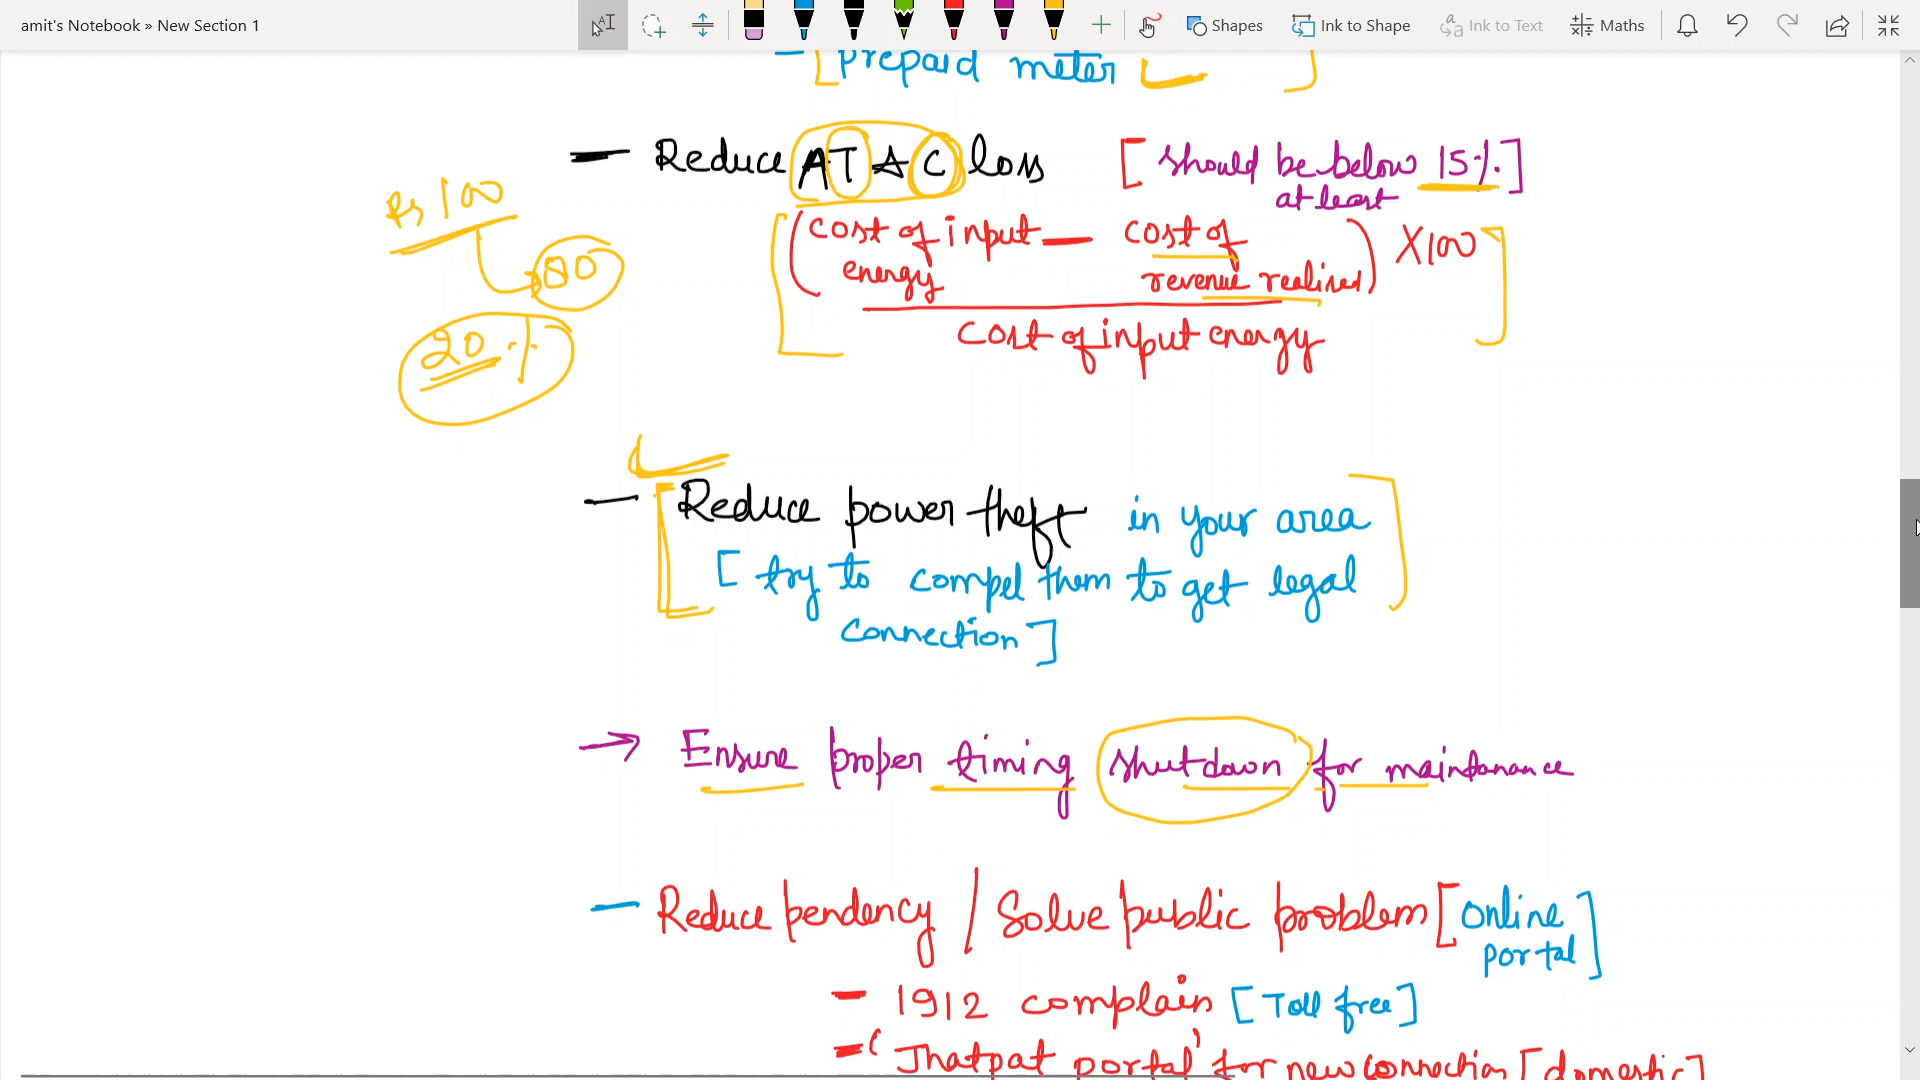 amit's Notebook » New Section 1
Shapes
Ink to Shape
Ink to Text
Maths
- [prepaid meter ]
- Reduce AT & C loss [should be below 15%.]
at least
Rs 100
80
20 %
[(cost of input energy - cost of revenue realised) X100]
cost of input energy
- [Reduce power theft in your area]
[try to compel them to get legal
connection]
→ Ensure proper timing shutdown for maintanance
- Reduce pendency / Solve public problem [online
portal]
- 1912 complain [Toll free]
- 'Jhatpat portal' for new connection [domestic]